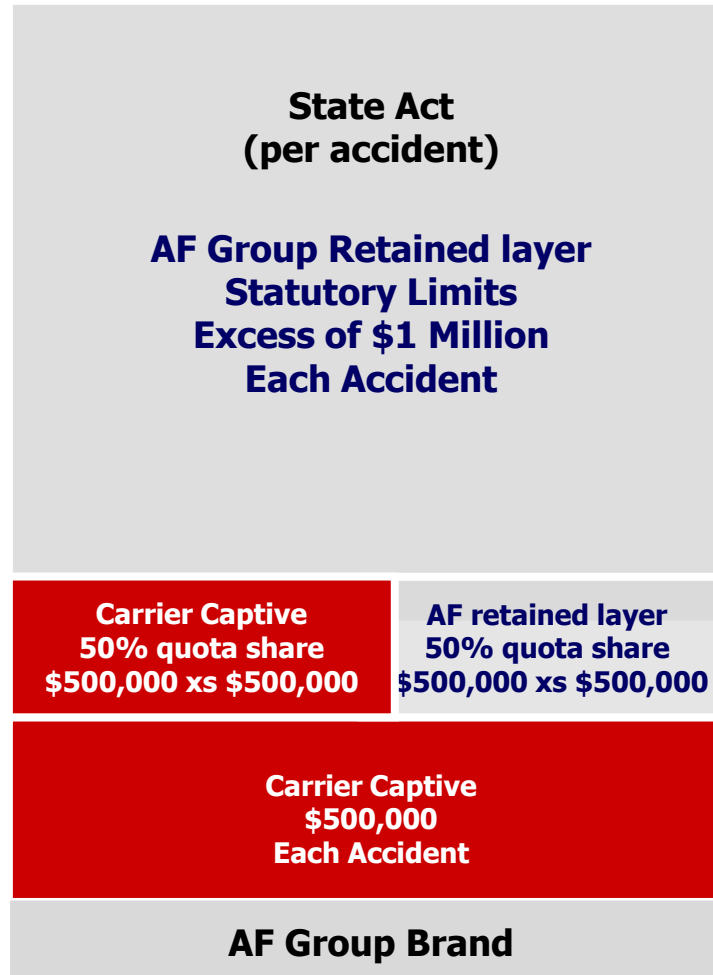 State Act
(per accident)
AF Group Retained layer
Statutory Limits
Excess of $1 Million
Each Accident
Carrier Captive
50% quota share
$500,000 xs $500,000
AF retained layer
50% quota share
$500,000 xs $500,000
Carrier Captive
$500,000
Each Accident
AF Group Brand